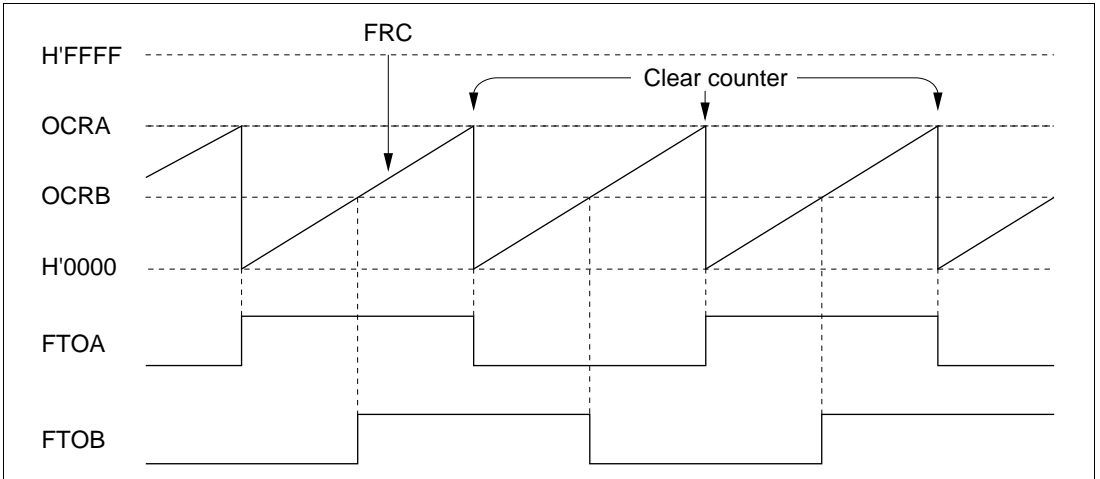 FRC
H'FFFF
Clear counter
OCRA
OCRB
H'0000
FTOA
FTOB